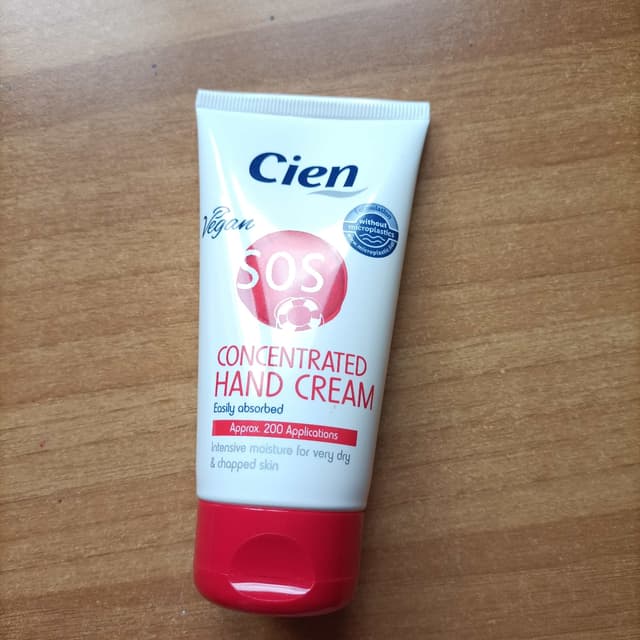 Cien
Vegan
Formulation
without
microplastics
SOS
CONCENTRATED
HAND CREAM
Easily absorbed
Approx. 200 Applications
Intensive moisture for very dry
& chapped skin